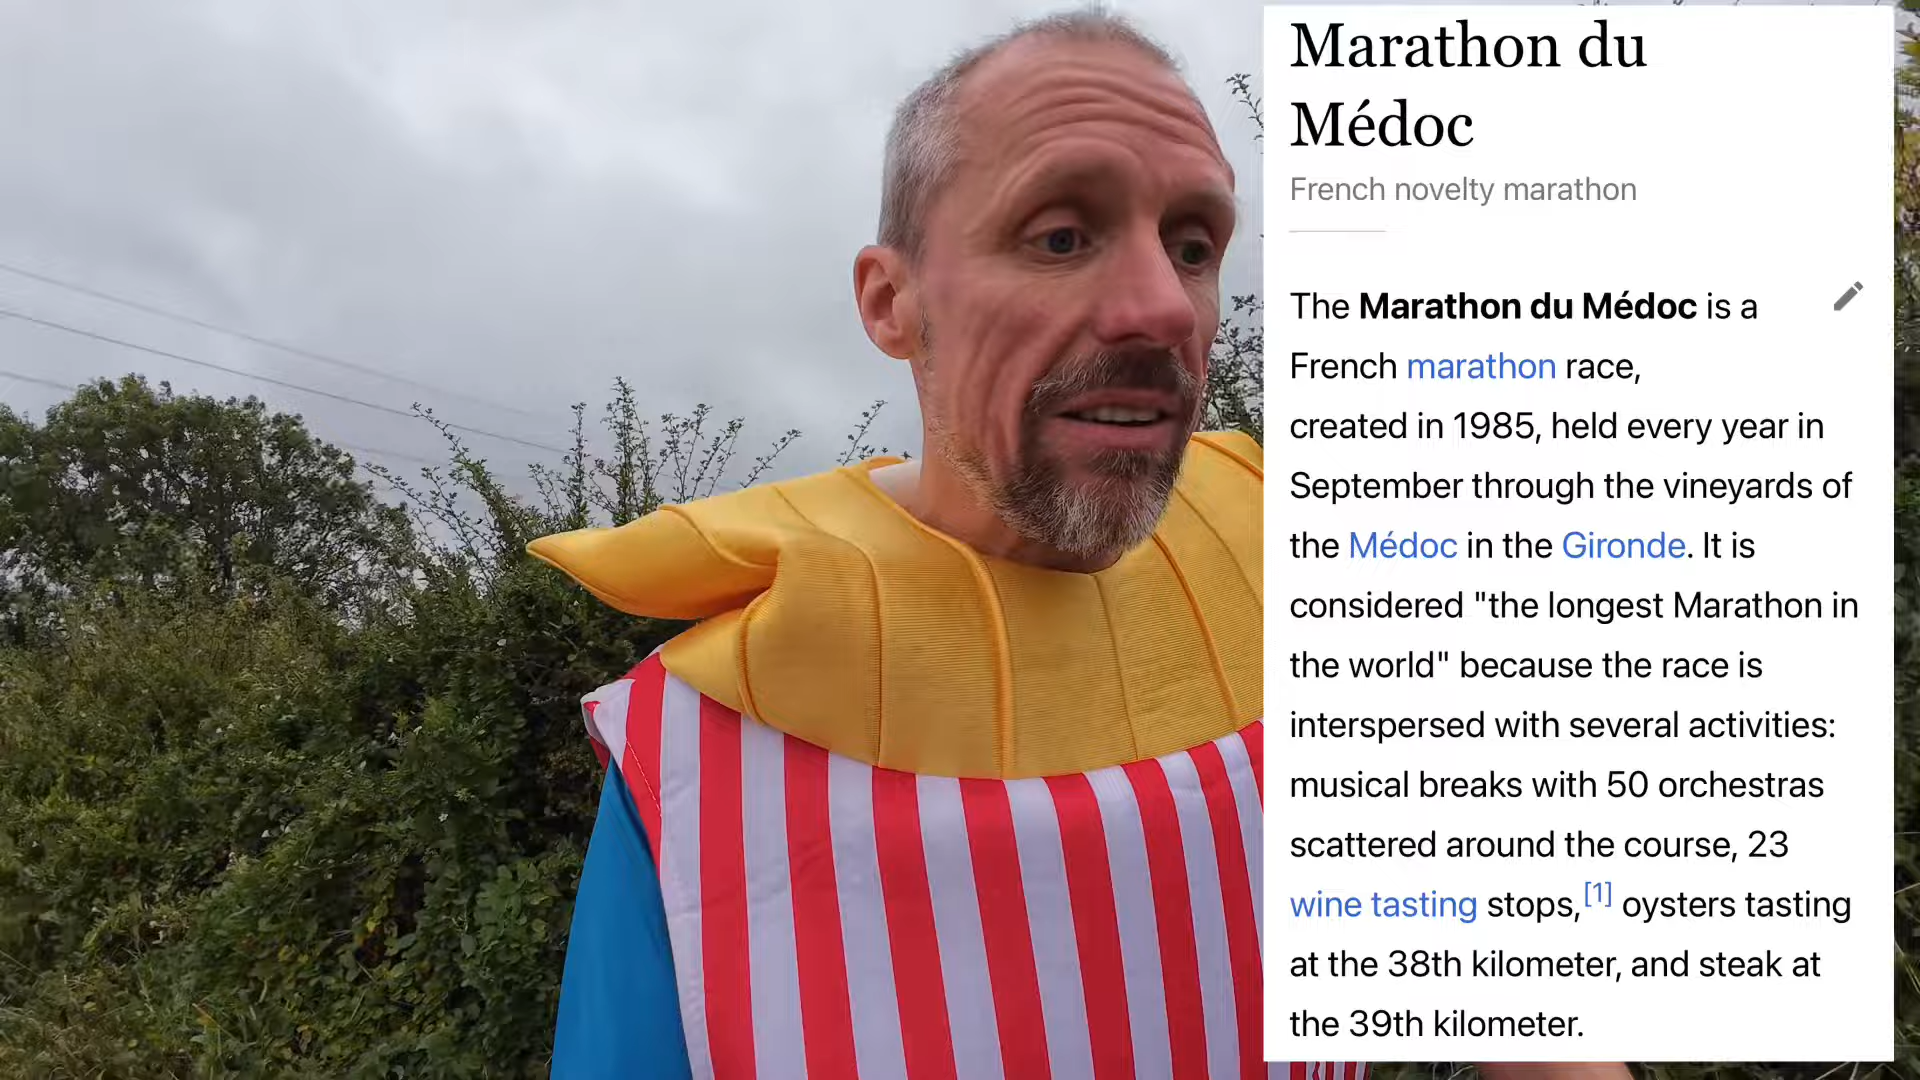 Marathon du
Médoc
French novelty marathon
The Marathon du Médoc is a
French marathon race,
created in 1985, held every year in
September through the vineyards of
the Médoc in the Gironde. It is
considered "the longest Marathon in
the world" because the race is
interspersed with several activities:
musical breaks with 50 orchestras
scattered around the course, 23
wine tasting stops,[1] oysters tasting
at the 38th kilometer, and steak at
the 39th kilometer.